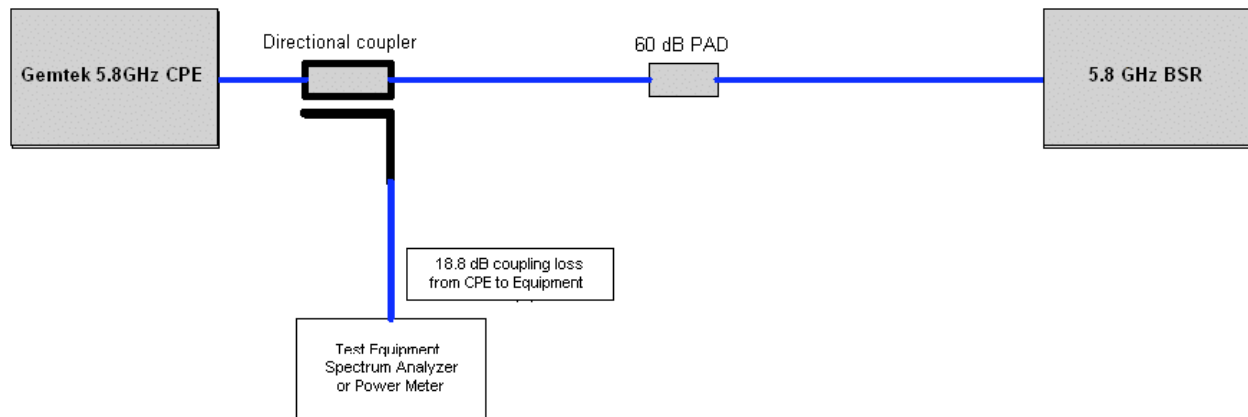 Directional coupler
60 dB PAD
Gemtek 5.8GHz CPE
5.8 GHz BSR
18.8 dB coupling loss
from CPE to Equipment
Test Equipment
Spectrum Analyzer
or Power Meter